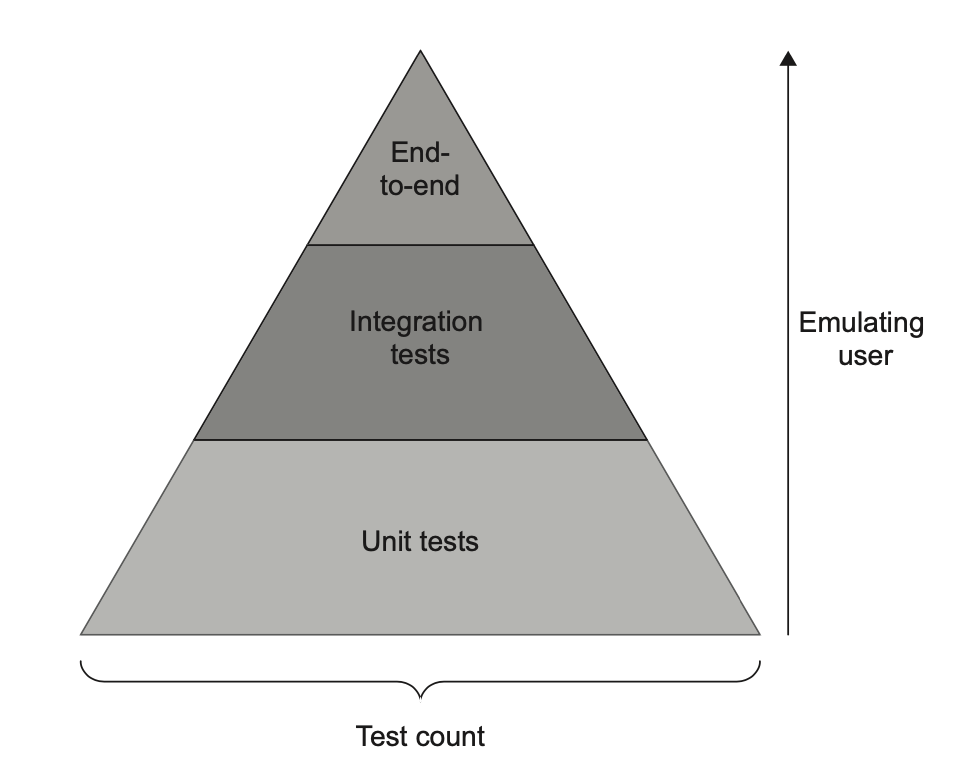 End-
to-end
Integration
tests
Emulating
user
Unit tests
Test count